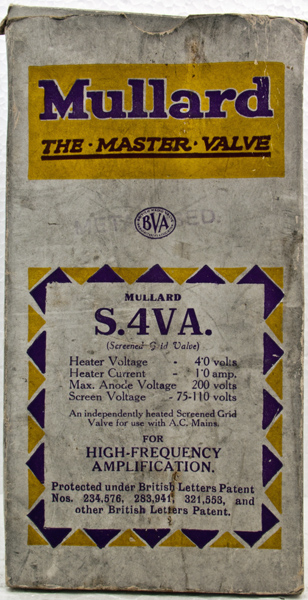 Mullard
THE · MASTER · VALVE
BVA
MULLARD
S.4VA.
(Screened Grid Valve)
Heater Voltage - 4'0 volts
Heater Current - 1'0 amp.
Max. Anode Voltage 200 volts
Screen Voltage - 75-110 volts
An independently heated Screened Grid
Valve for use with A.C. Mains.
FOR
HIGH-FREQUENCY
AMPLIFICATION.
Protected under British Letters Patent
Nos. 234,576, 283,941, 321,553, and
other British Letters Patent.